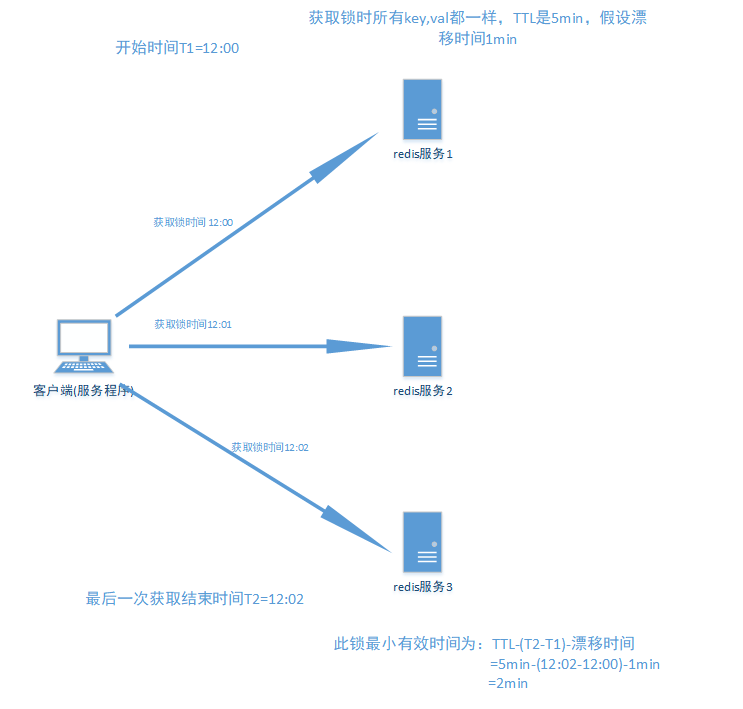 获取锁时所有key,val都一样，TTL是5min，假设漂
移时间1min
开始时间T1=12:00
redis服务1
获取锁时间 12:00
获取锁时间12:01
客户端(服务程序)
redis服务2
获取锁时间12:02
redis服务3
最后一次获取结束时间T2=12:02
此锁最小有效时间为：TTL-(T2-T1)-漂移时间
=5min-(12:02-12:00)-1min
=2min